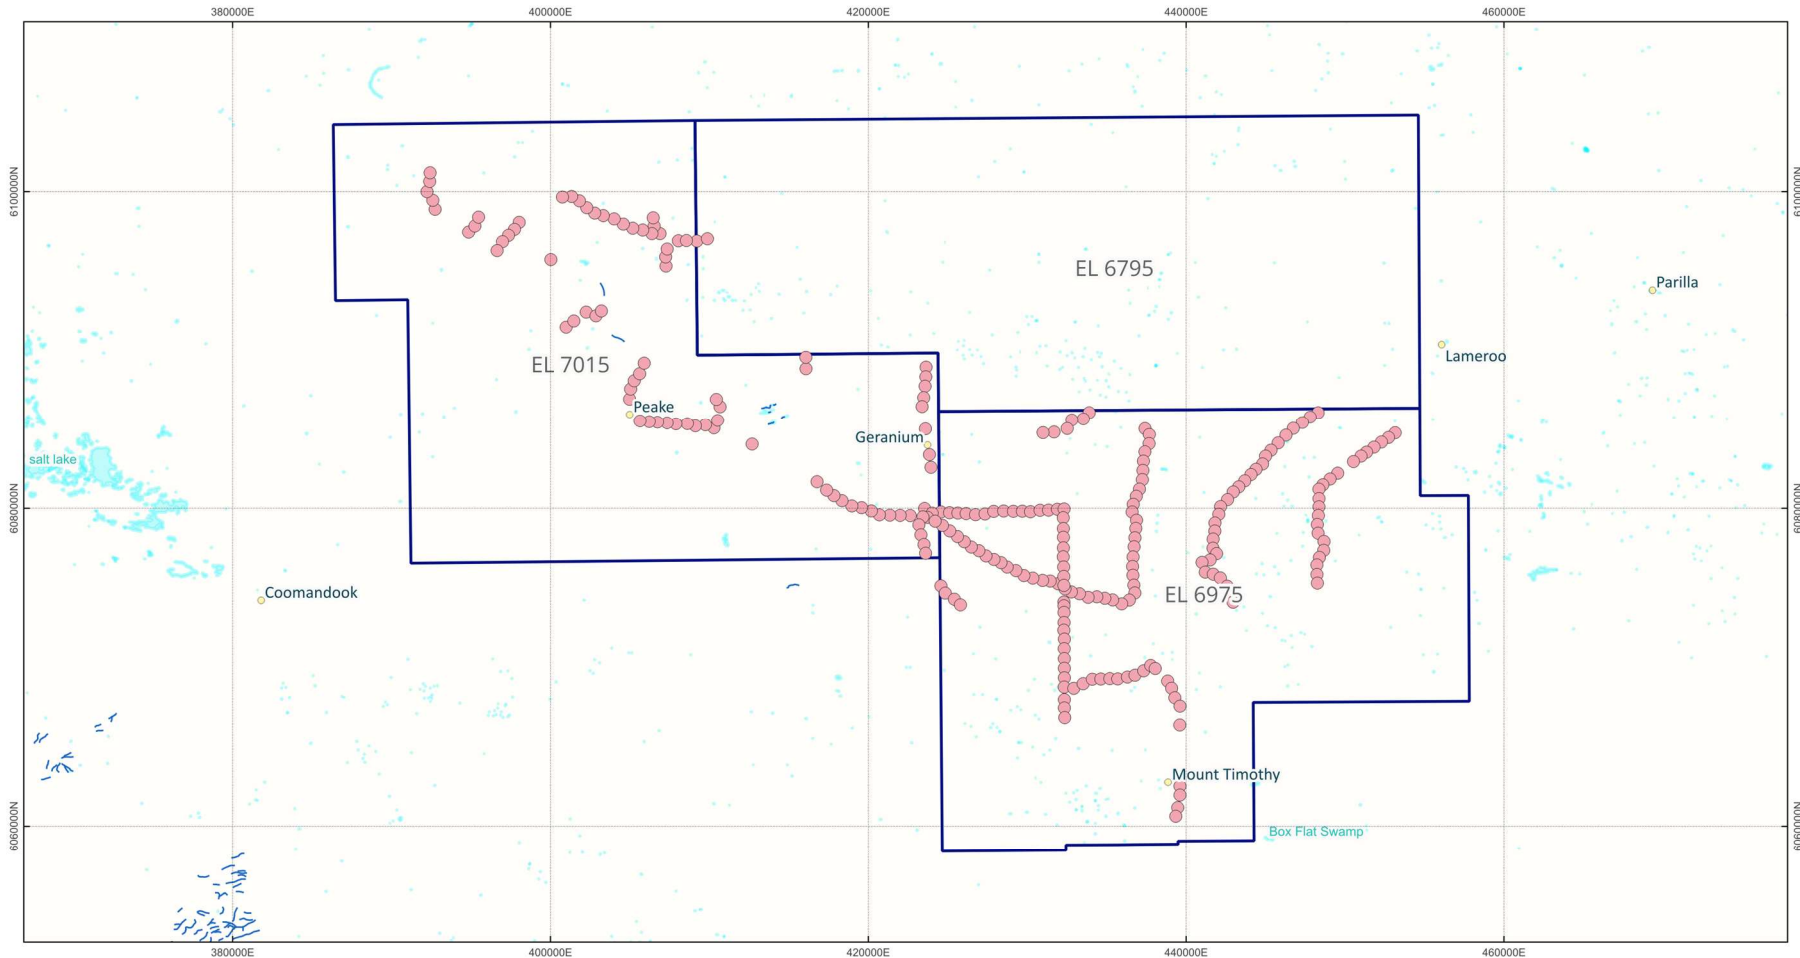 380000E 400000E 420000E 440000E 460000E
6100000N 6100000N
EL 6795
Parilla
Lameroo
EL 7015
Peake
Geranium
salt lake
6080000N 6080000N
Coomandook
EL 6975
Mount Timothy
6060000N 6060000N
Box Flat Swamp
380000E 400000E 420000E 440000E 460000E